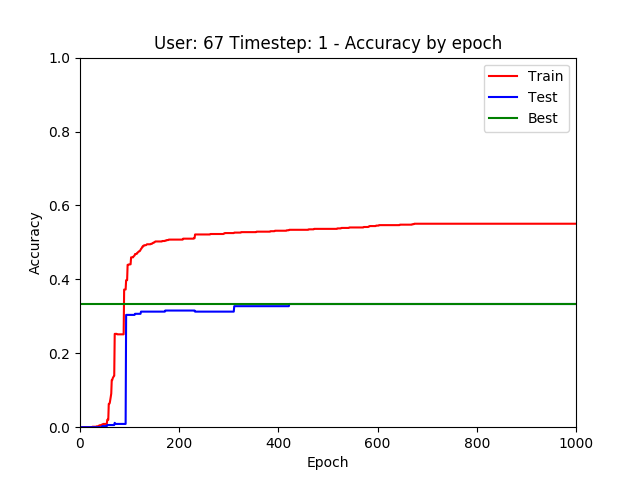 User: 67 Timestep: 1 - Accuracy by epoch
1.0
0.8
0.6
0.4
0.2
0.0
Accuracy
Train
Test
Best
0 200 400 600 800 1000
Epoch